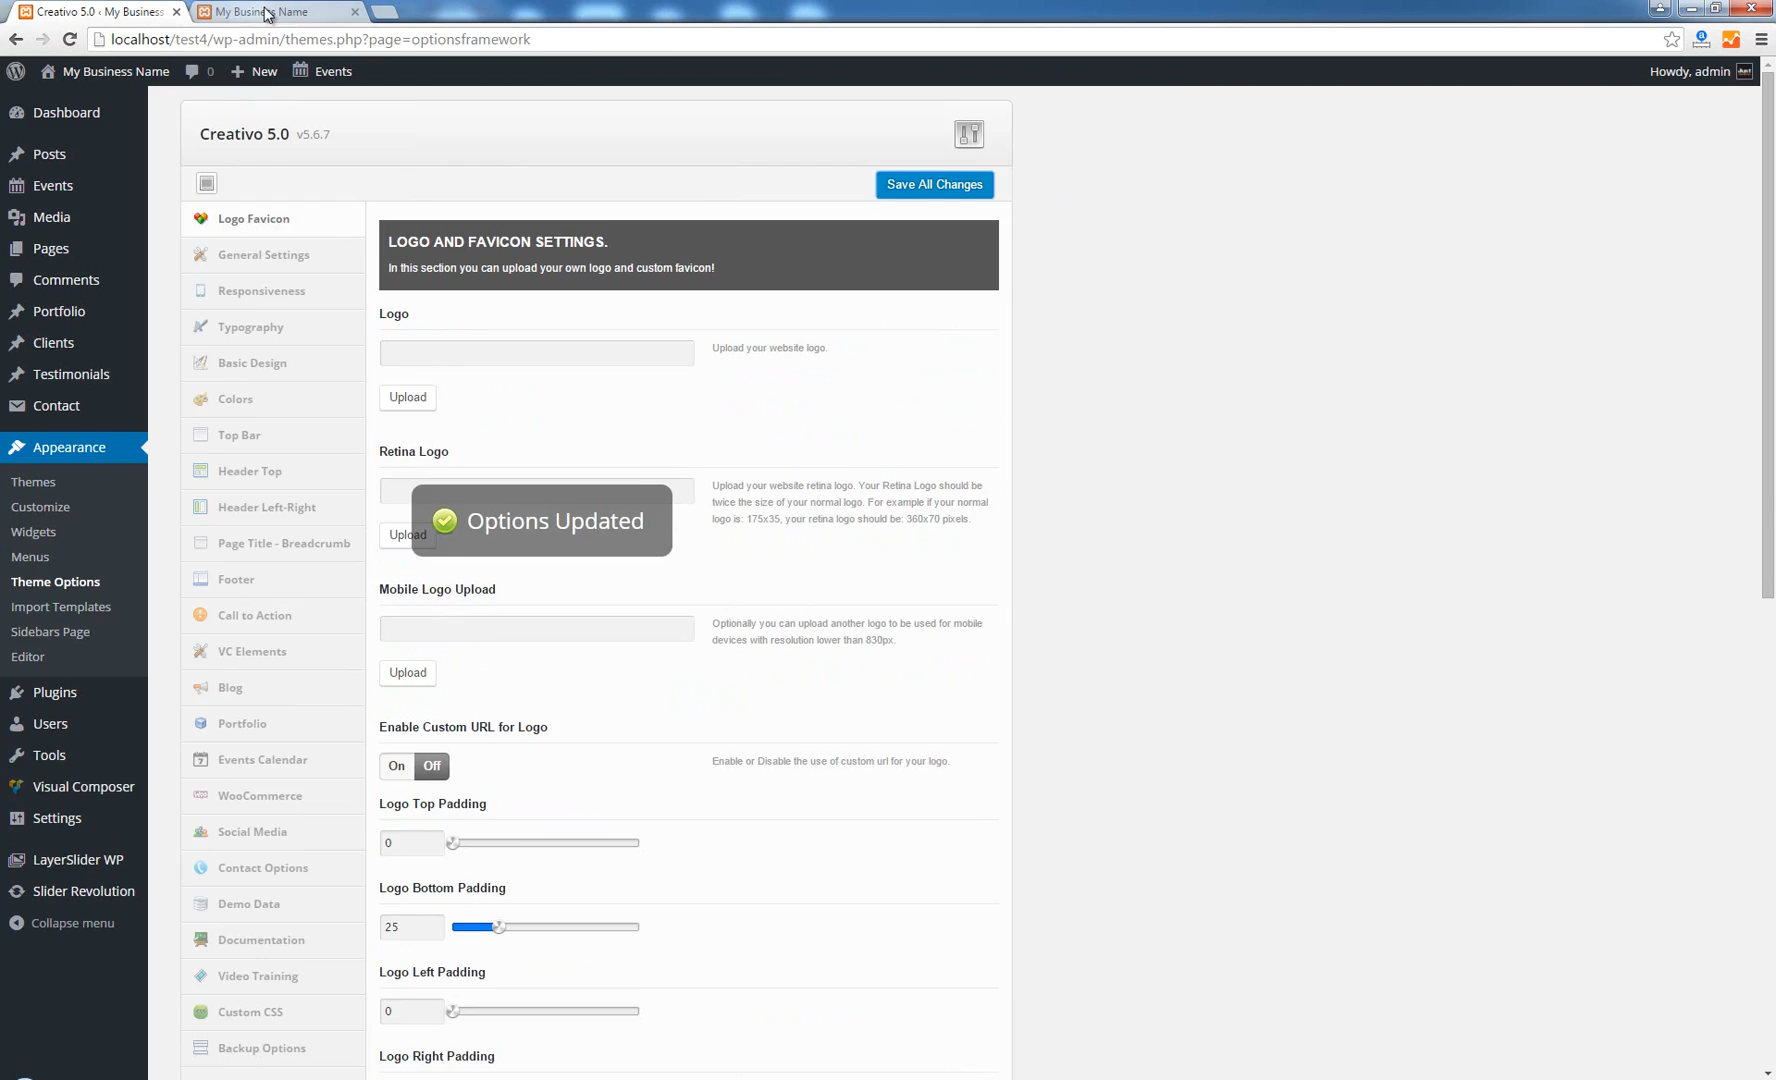 Creativo 5.0 ‹ My Business
My Business Name
localhost/test4/wp-admin/themes.php?page=optionsframework
My Business Name
0
New
Events
Howdy, admin
Dashboard
Posts
Events
Media
Pages
Comments
Portfolio
Clients
Testimonials
Contact
Appearance
Themes
Customize
Widgets
Menus
Theme Options
Import Templates
Sidebars Page
Editor
Plugins
Users
Tools
Visual Composer
Settings
LayerSlider WP
Slider Revolution
Collapse menu
Creativo 5.0 v5.6.7
Save All Changes
Logo Favicon
General Settings
Responsiveness
Typography
Basic Design
Colors
Top Bar
Header Top
Header Left-Right
Page Title - Breadcrumb
Footer
Call to Action
VC Elements
Blog
Portfolio
Events Calendar
WooCommerce
Social Media
Contact Options
Demo Data
Documentation
Video Training
Custom CSS
Backup Options
LOGO AND FAVICON SETTINGS.
In this section you can upload your own logo and custom favicon!
Logo
Upload your website logo.
Upload
Retina Logo
Upload your website retina logo. Your Retina Logo should be
twice the size of your normal logo. For example if your normal
logo is: 175x35, your retina logo should be: 360x70 pixels.
Upload
Options Updated
Mobile Logo Upload
Optionally you can upload another logo to be used for mobile
devices with resolution lower than 830px.
Upload
Enable Custom URL for Logo
On Off
Enable or Disable the use of custom url for your logo.
Logo Top Padding
0
Logo Bottom Padding
25
Logo Left Padding
0
Logo Right Padding